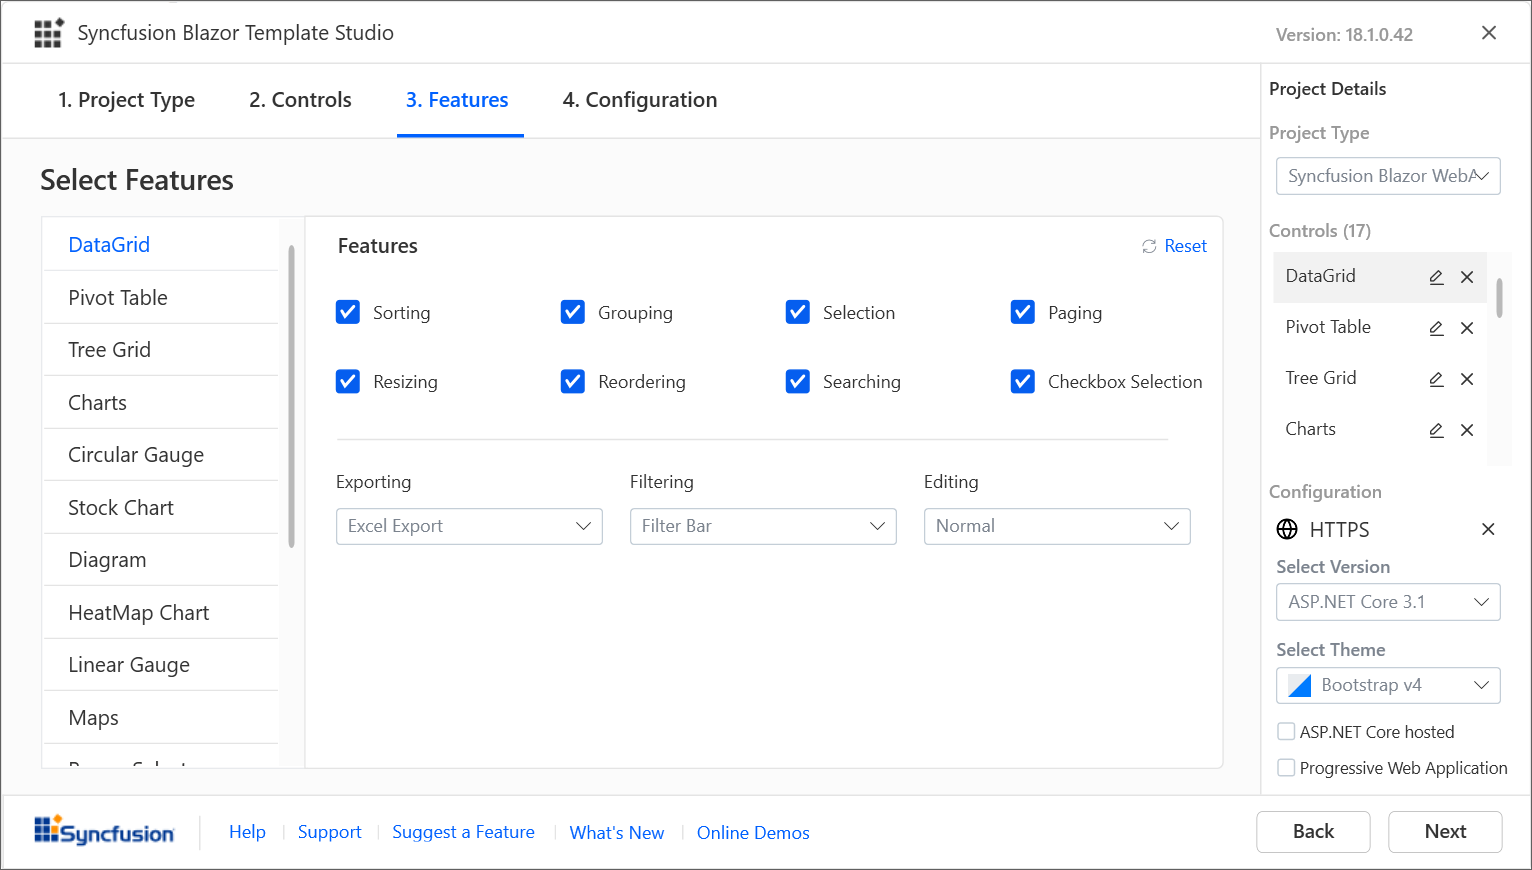 Syncfusion Blazor Template Studio
Version: 18.1.0.42
1. Project Type
2. Controls
3. Features
4. Configuration
Select Features
DataGrid
Pivot Table
Tree Grid
Charts
Circular Gauge
Stock Chart
Diagram
HeatMap Chart
Linear Gauge
Maps
Features
Reset
Sorting
Grouping
Selection
Paging
Resizing
Reordering
Searching
Checkbox Selection
Exporting
Filtering
Editing
Excel Export
Filter Bar
Normal
Project Details
Project Type
Syncfusion Blazor WebA
Controls (17)
DataGrid
Pivot Table
Tree Grid
Charts
Configuration
HTTPS
Select Version
ASP.NET Core 3.1
Select Theme
Bootstrap v4
ASP.NET Core hosted
Progressive Web Application
Syncfusion
Help
Support
Suggest a Feature
What's New
Online Demos
Back
Next